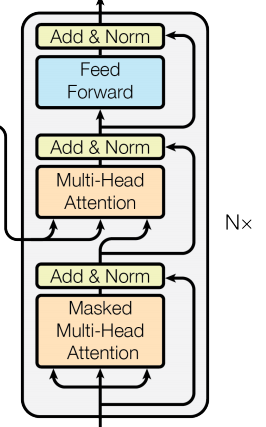 Add & Norm
Feed
Forward
Add & Norm
Multi-Head
Attention
N×
Add & Norm
Masked
Multi-Head
Attention